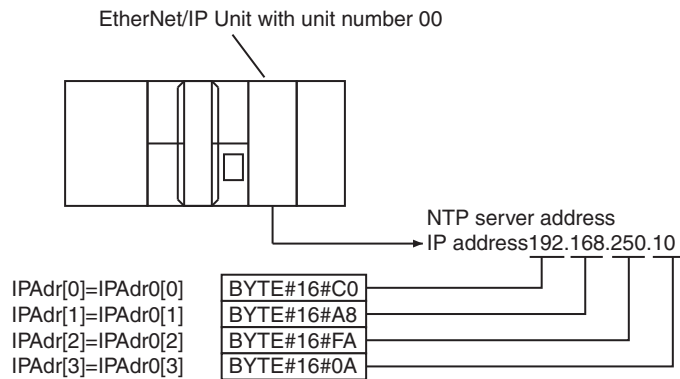 EtherNet/IP Unit with unit number 00
NTP server address
IP address192.168.250.10
IPAdr[0]=IPAdr0[0] BYTE#16#C0
IPAdr[1]=IPAdr0[1] BYTE#16#A8
IPAdr[2]=IPAdr0[2] BYTE#16#FA
IPAdr[3]=IPAdr0[3] BYTE#16#0A